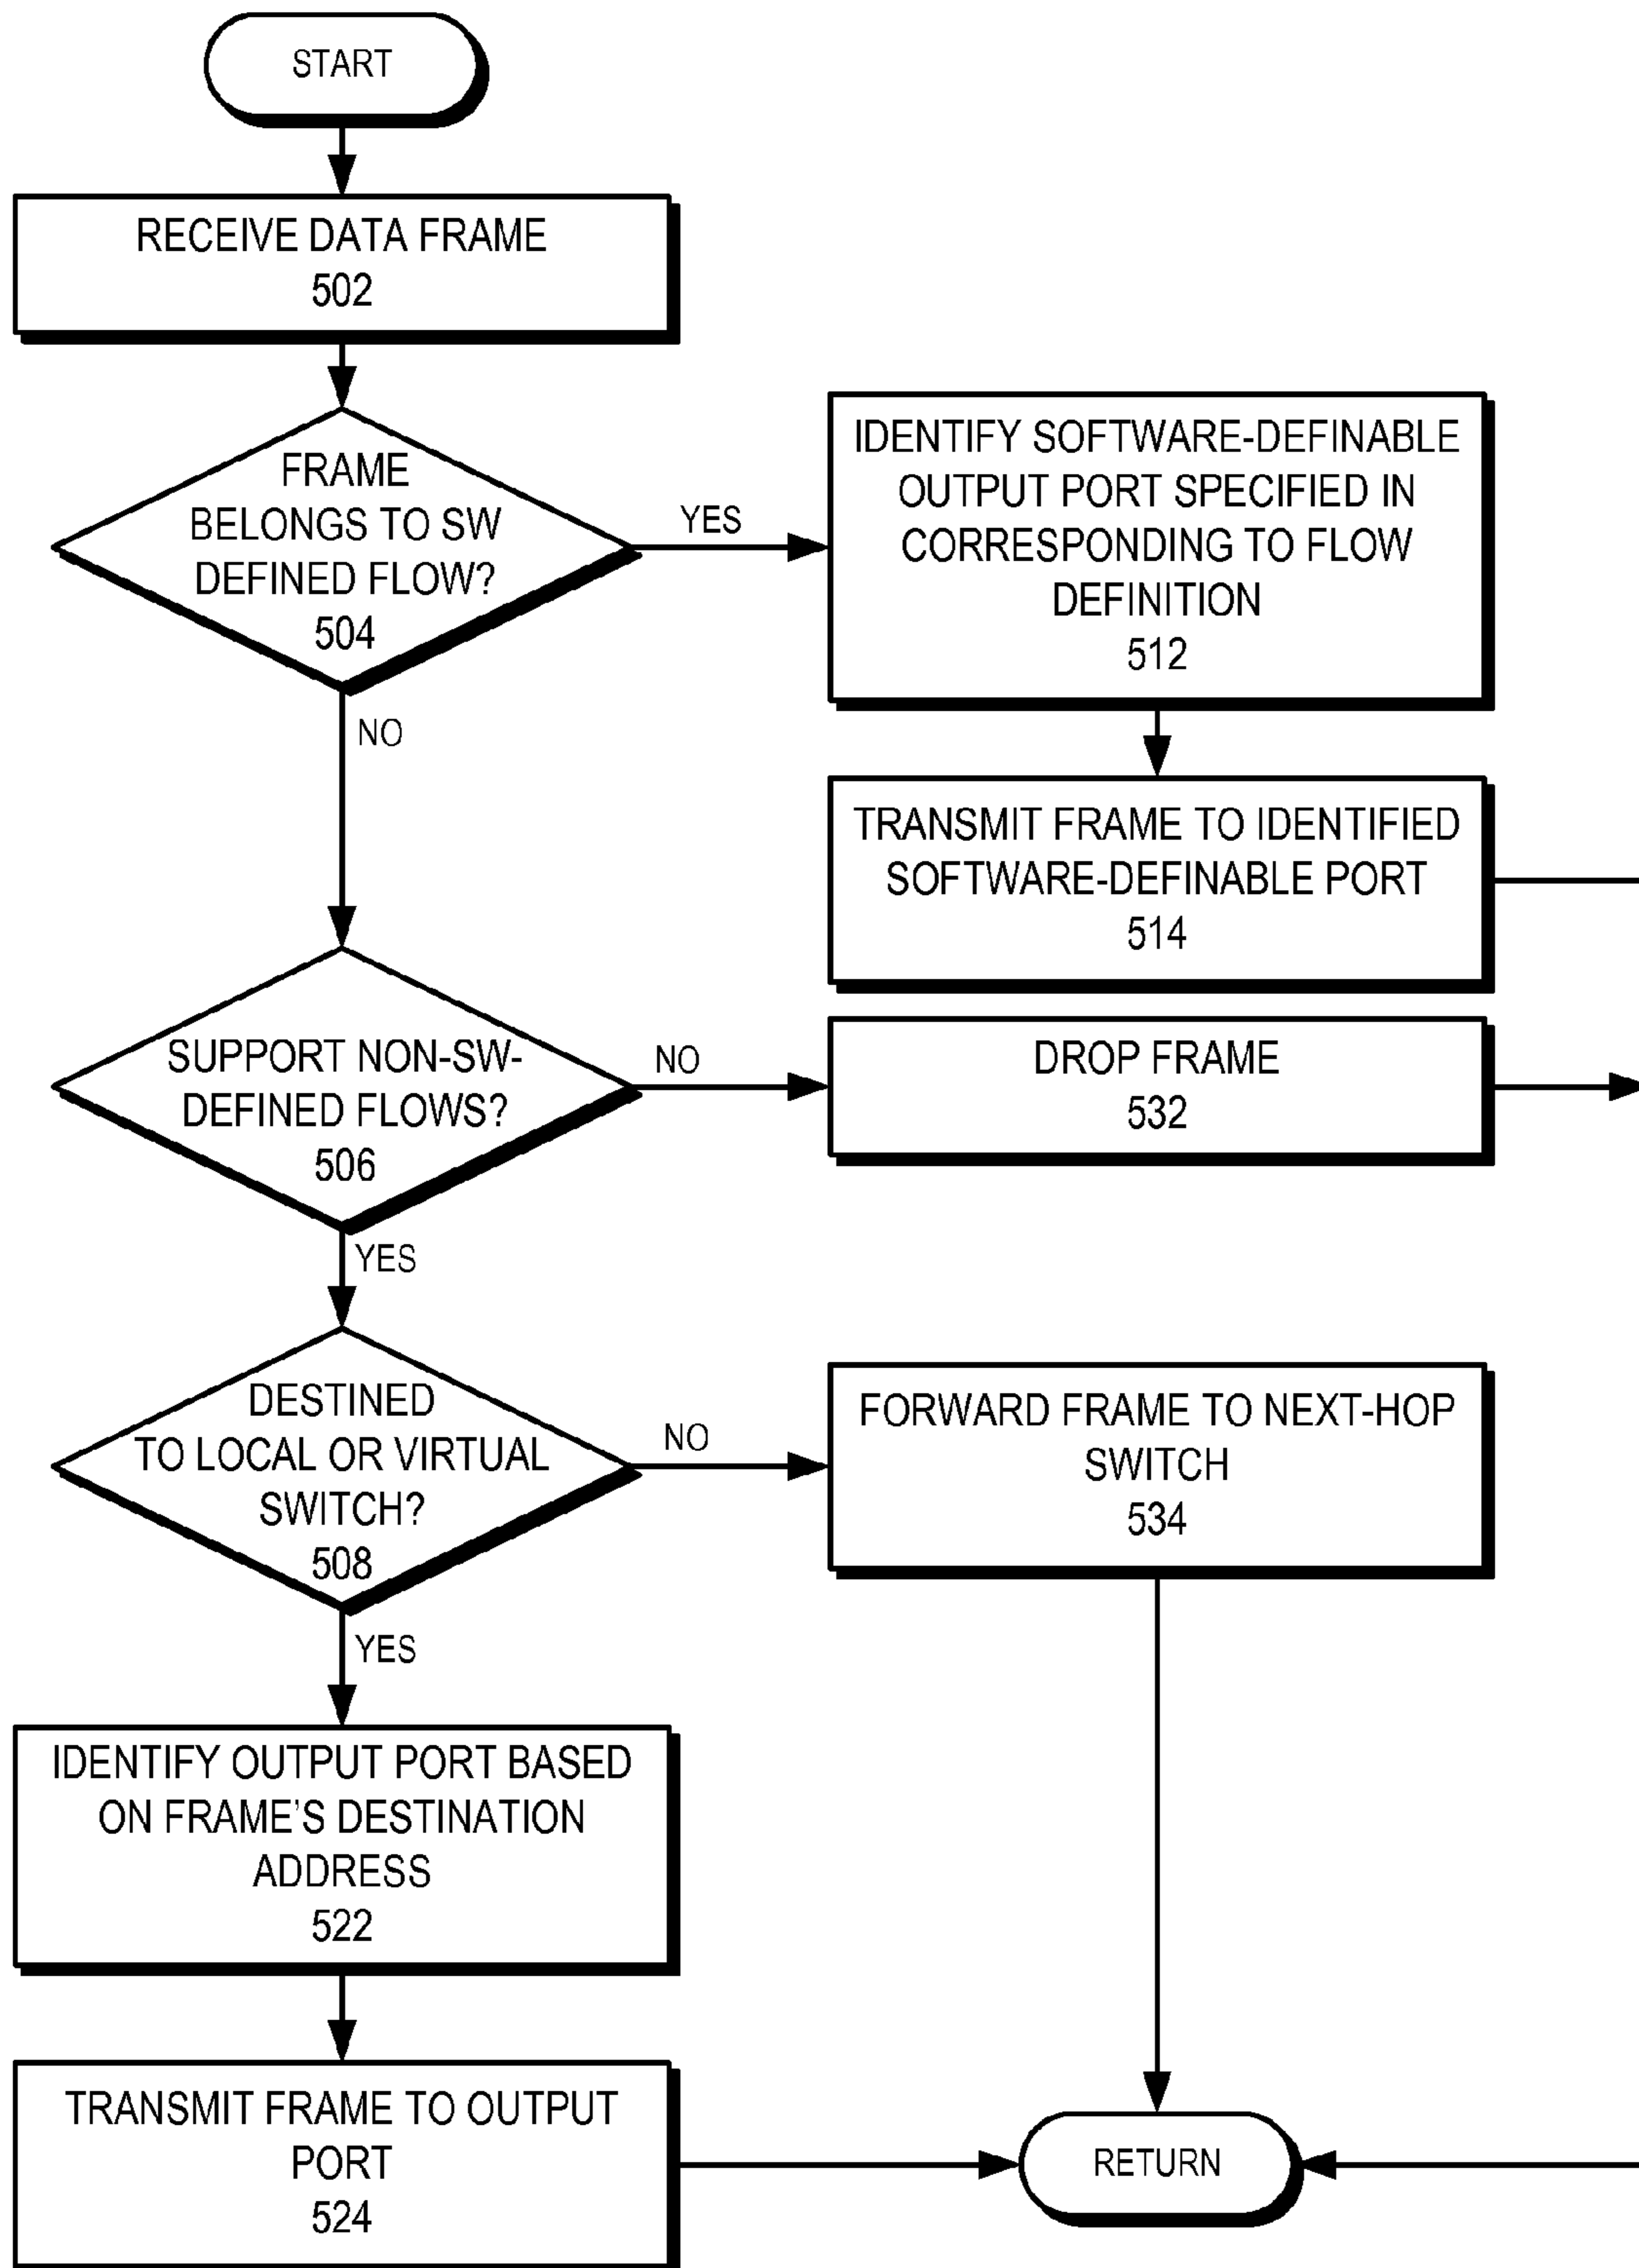 START
RECEIVE DATA FRAME
502
FRAME
BELONGS TO SW
DEFINED FLOW?
504
YES
IDENTIFY SOFTWARE-DEFINABLE
OUTPUT PORT SPECIFIED IN
CORRESPONDING TO FLOW
DEFINITION
512
NO
TRANSMIT FRAME TO IDENTIFIED
SOFTWARE-DEFINABLE PORT
514
SUPPORT NON-SW-
DEFINED FLOWS?
506
NO
DROP FRAME
532
YES
DESTINED
TO LOCAL OR VIRTUAL
SWITCH?
508
NO
FORWARD FRAME TO NEXT-HOP
SWITCH
534
YES
IDENTIFY OUTPUT PORT BASED
ON FRAME'S DESTINATION
ADDRESS
522
TRANSMIT FRAME TO OUTPUT
PORT
524
RETURN